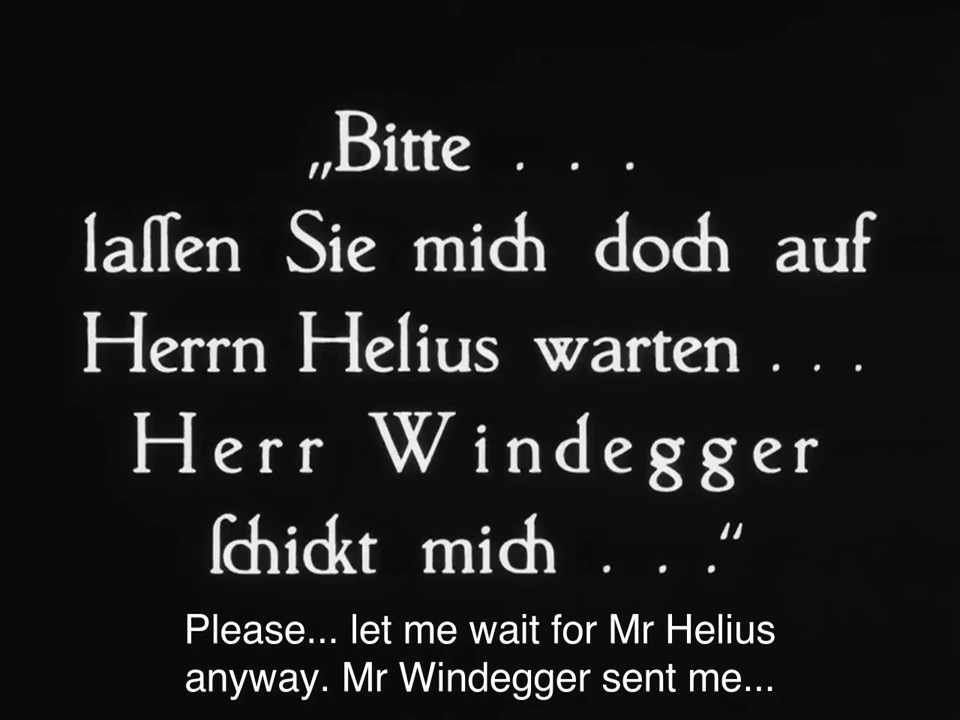 „Bitte . . .
laſſen Sie mich doch auf
Herrn Helius warten . . .
Herr Windegger
ſchickt mich . . .“
Please... let me wait for Mr Helius
anyway. Mr Windegger sent me...